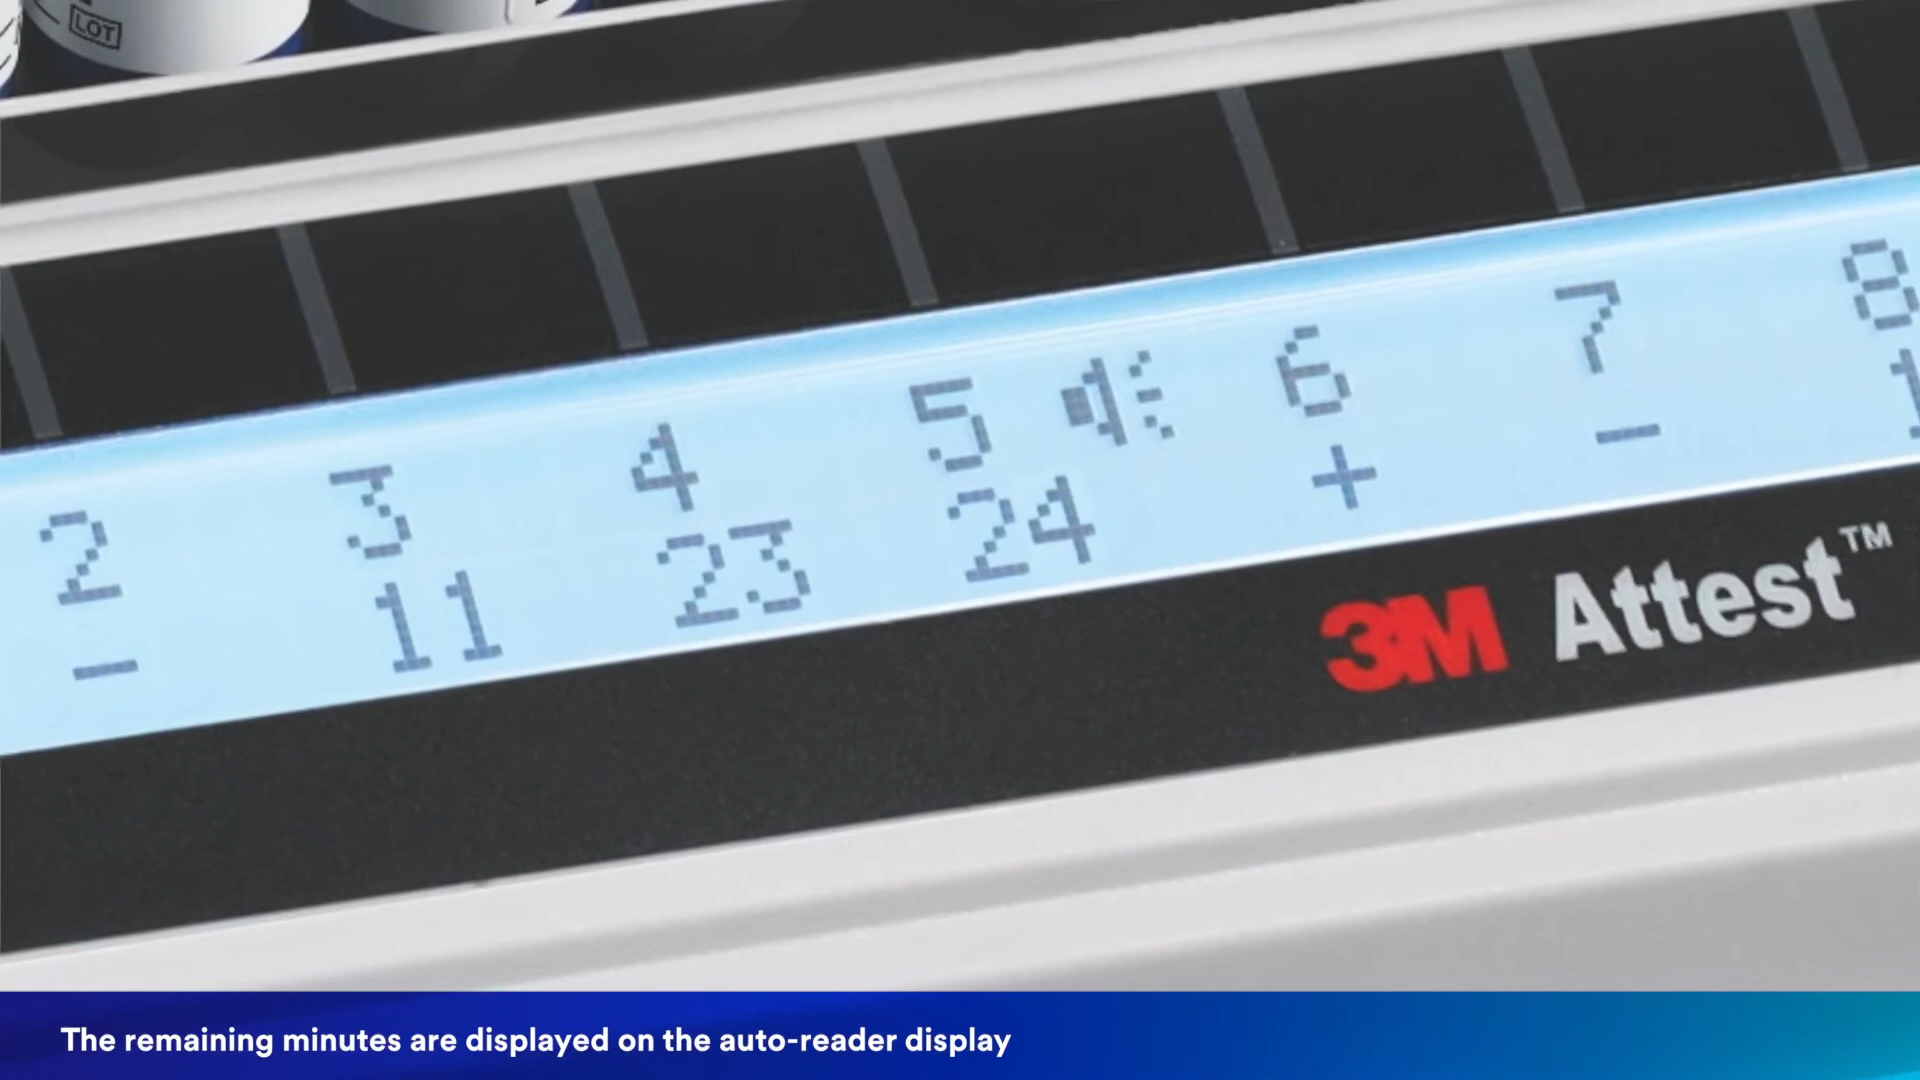 LOT
2 3 4 5 6 7 8
- 11 23 24 + - 1
3M Attest™
The remaining minutes are displayed on the auto-reader display